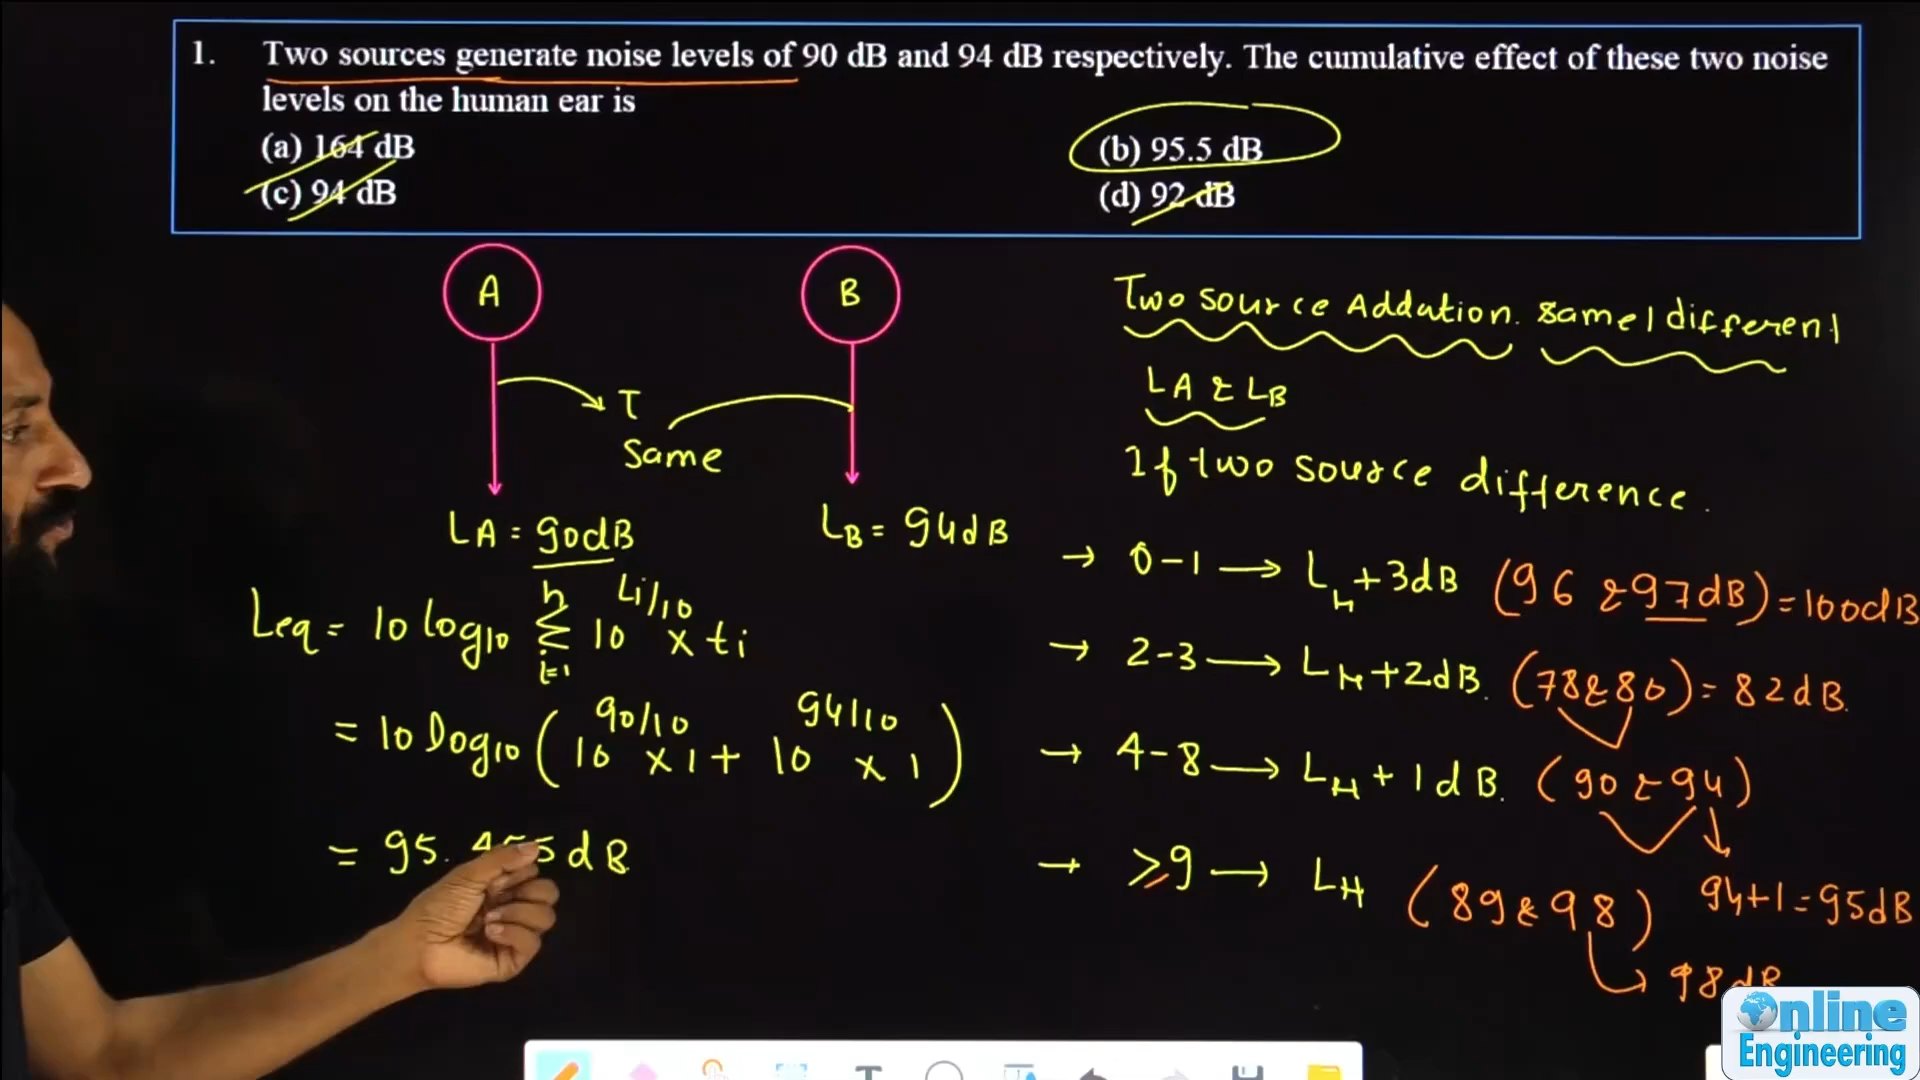 1. Two sources generate noise levels of 90 dB and 94 dB respectively. The cumulative effect of these two noise
levels on the human ear is
(a) 164 dB (b) 95.5 dB
(c) 94 dB (d) 92 dB
A B
Two source Addation. same / different
LA & LB
T
Same
If two source difference.
LA = 90dB LB = 94dB
→ 0-1 → LH + 3dB (96 & 97dB) = 100dB
Leq = 10 log10 n Σ i=1 10 Li/10 x ti
→ 2-3 → LH + 2dB. (78 & 80) = 82dB.
= 10 log10 (10 90/10 x 1 + 10 94/10 x 1)
→ 4-8 → LH + 1dB. (90 & 94)
94+1 = 95dB
= 95. dB
→ ≥9 → LH (89 & 98)
98dB
Online
Engineering